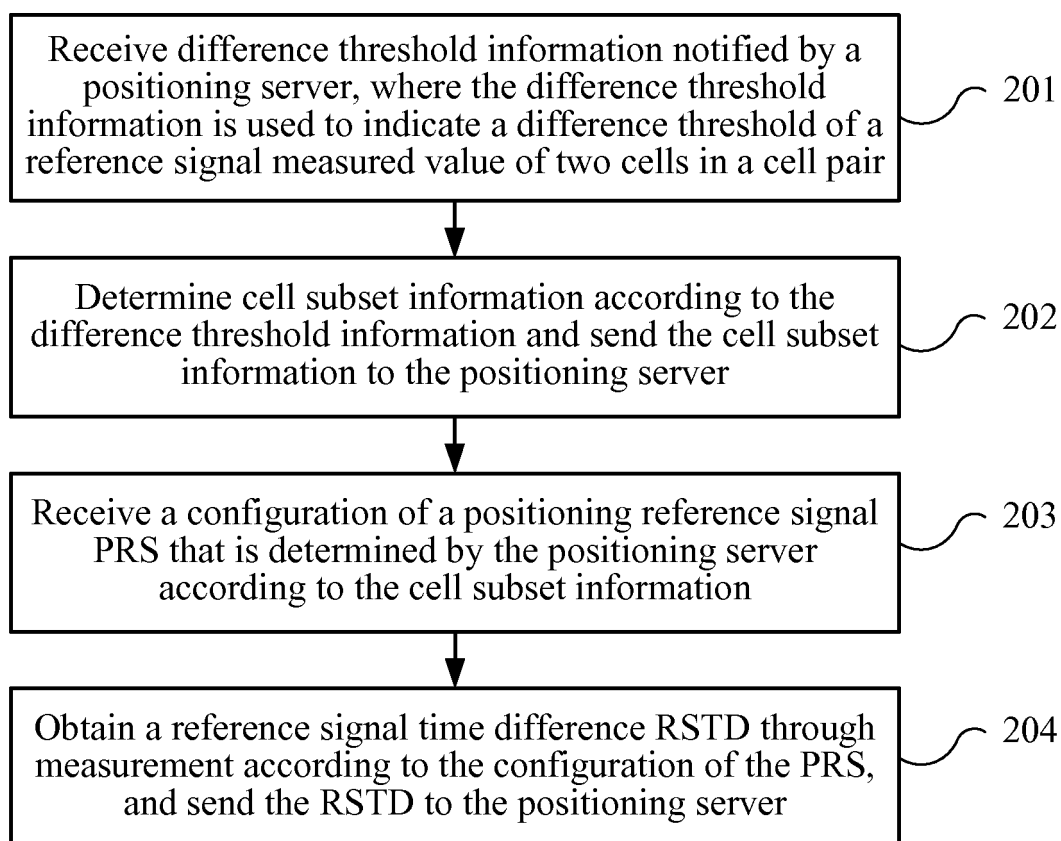 Receive difference threshold information notified by a
positioning server, where the difference threshold
information is used to indicate a difference threshold of a
reference signal measured value of two cells in a cell pair
201
Determine cell subset information according to the
difference threshold information and send the cell subset
information to the positioning server
202
Receive a configuration of a positioning reference signal
PRS that is determined by the positioning server
according to the cell subset information
203
Obtain a reference signal time difference RSTD through
measurement according to the configuration of the PRS,
and send the RSTD to the positioning server
204